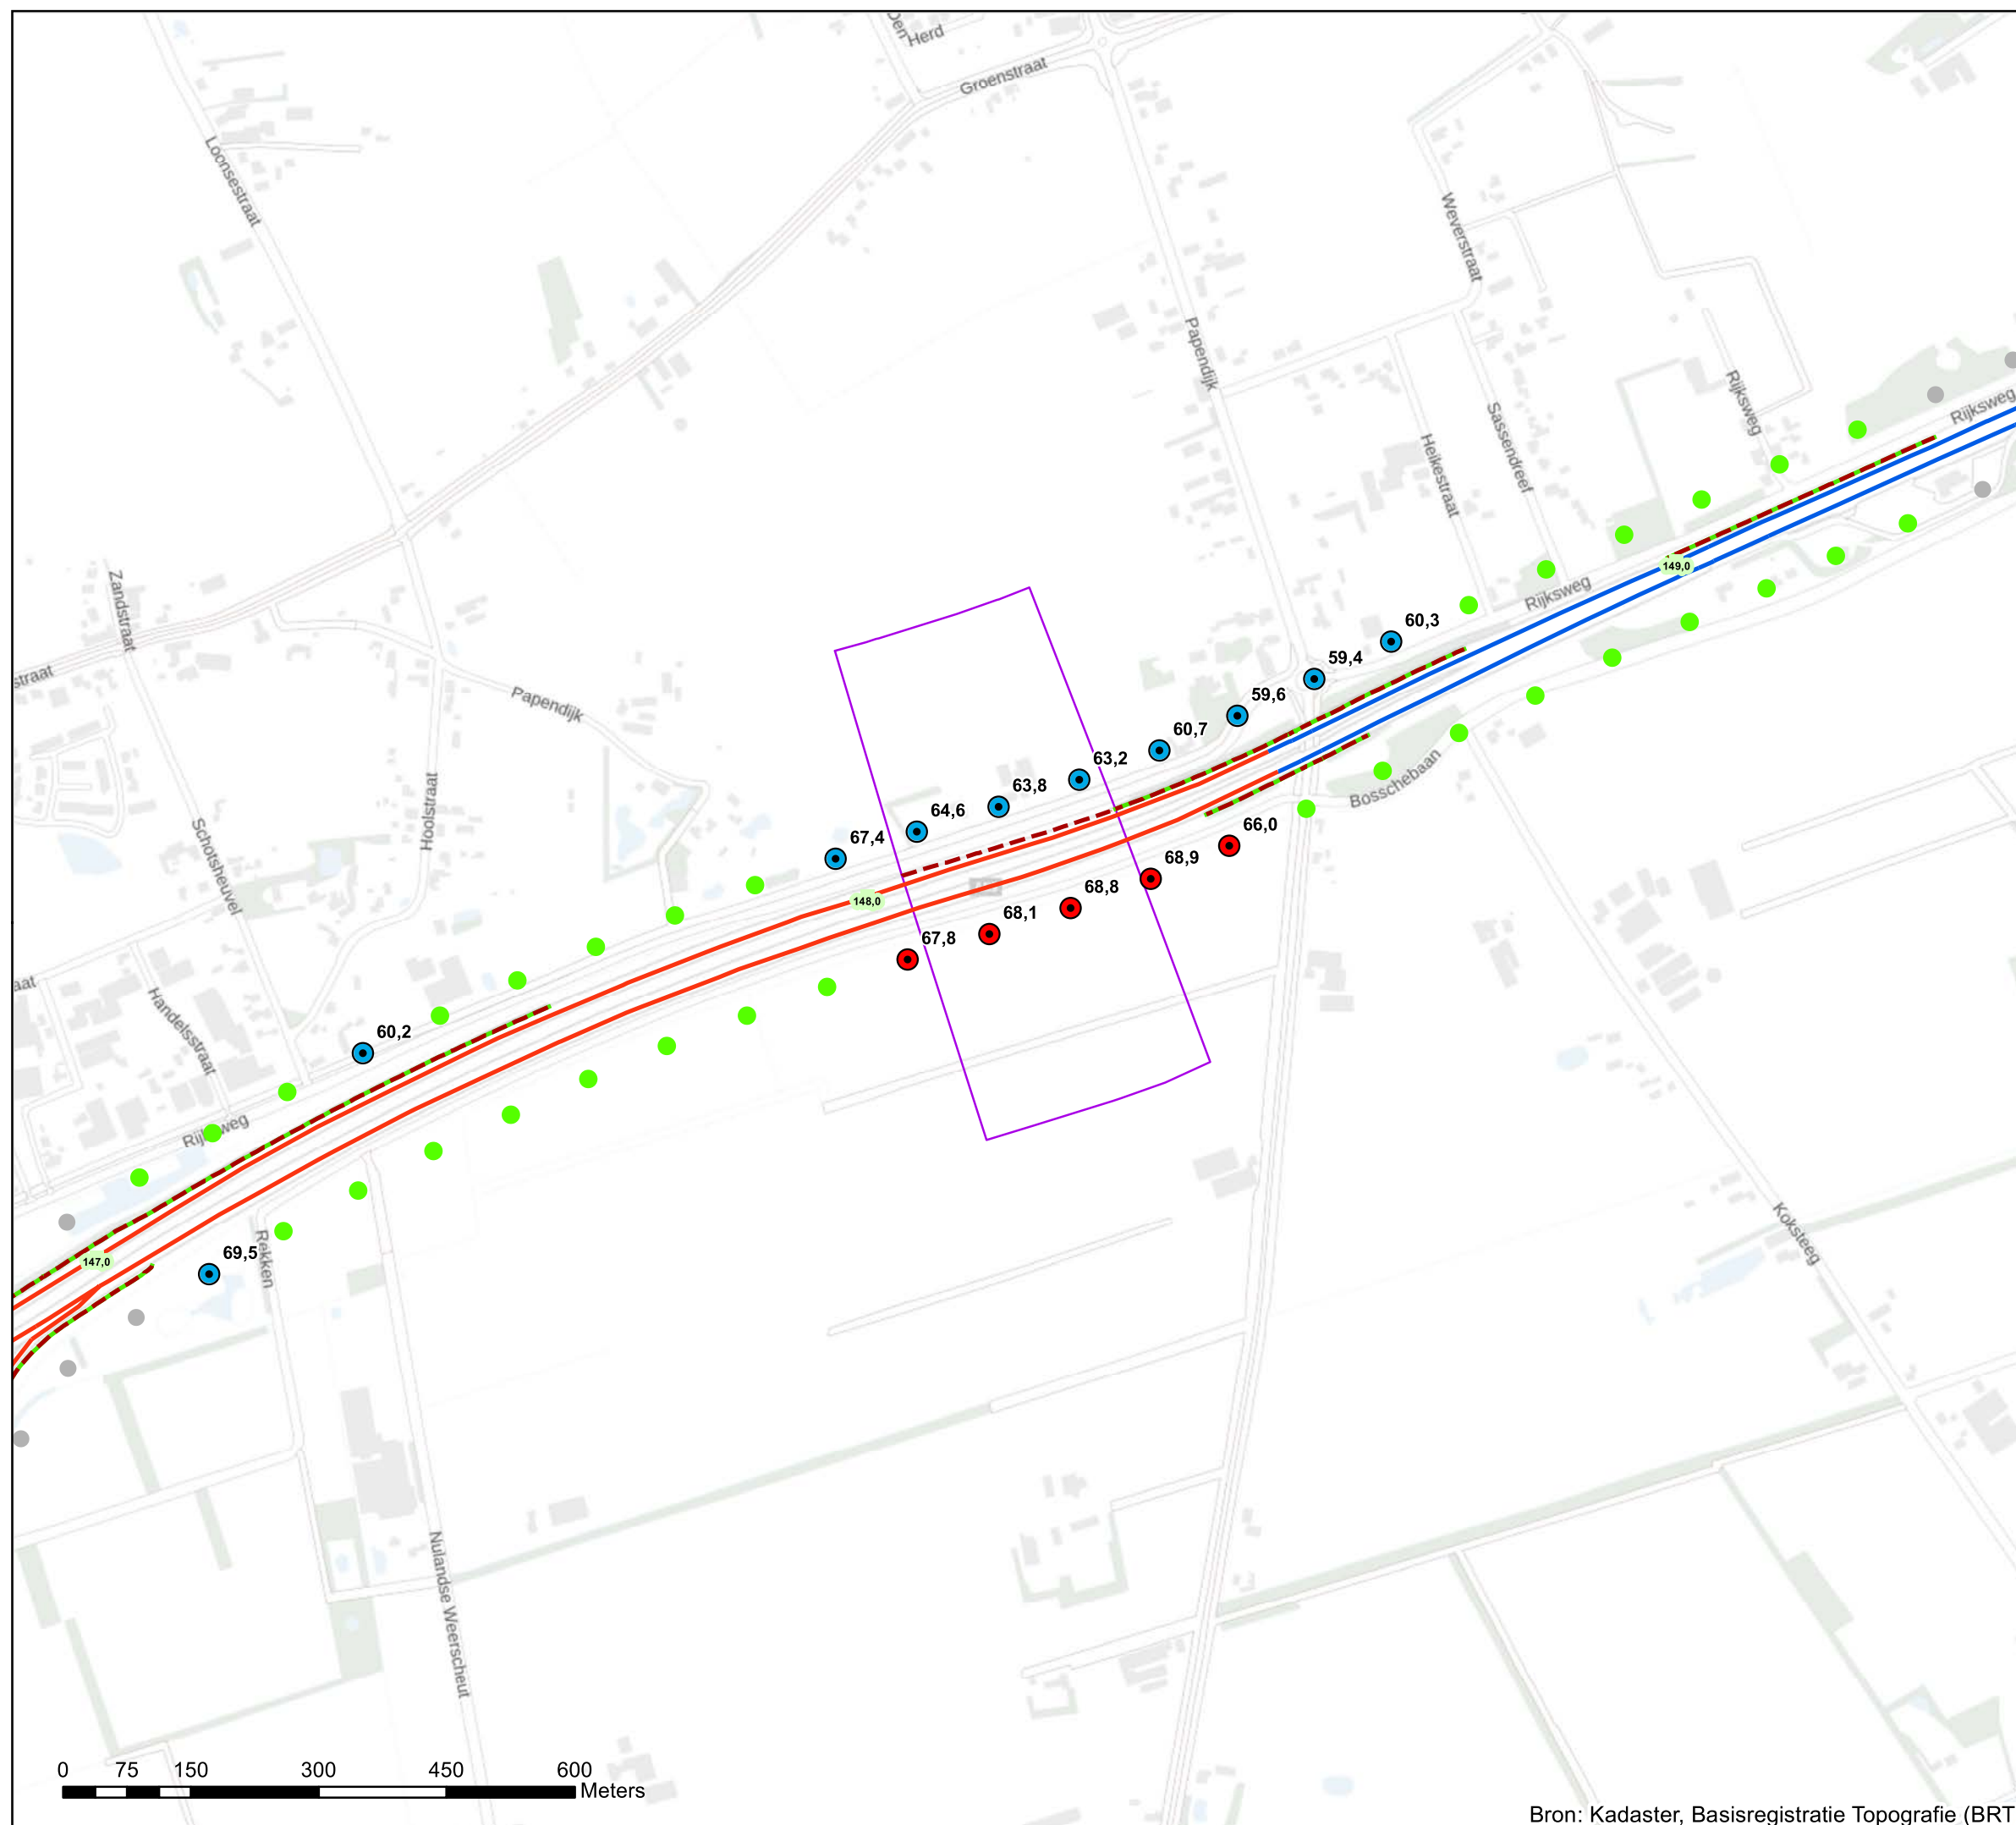 Den
Herd
Groenstraat
Loonsestraat
Weverstraat
Papendijk
Rijksweg
Rijksweg
Sassendreef
Heikestraat
149,0
Zandstraat
Rijksweg
60,3
straat
59,4
Papendijk
59,6
60,7
63,2
Hoolstraat
63,8
Bosschebaan
64,6
66,0
67,4
68,9
Schotsheuvel
148,0
68,8
68,1
67,8
aat
Handelsstraat
60,2
Koksteeg
69,5
Rekken
147,0
Nulandse Weerscheut
0 75 150 300 450 600
Meters
Bron: Kadaster, Basisregistratie Topografie (BRT